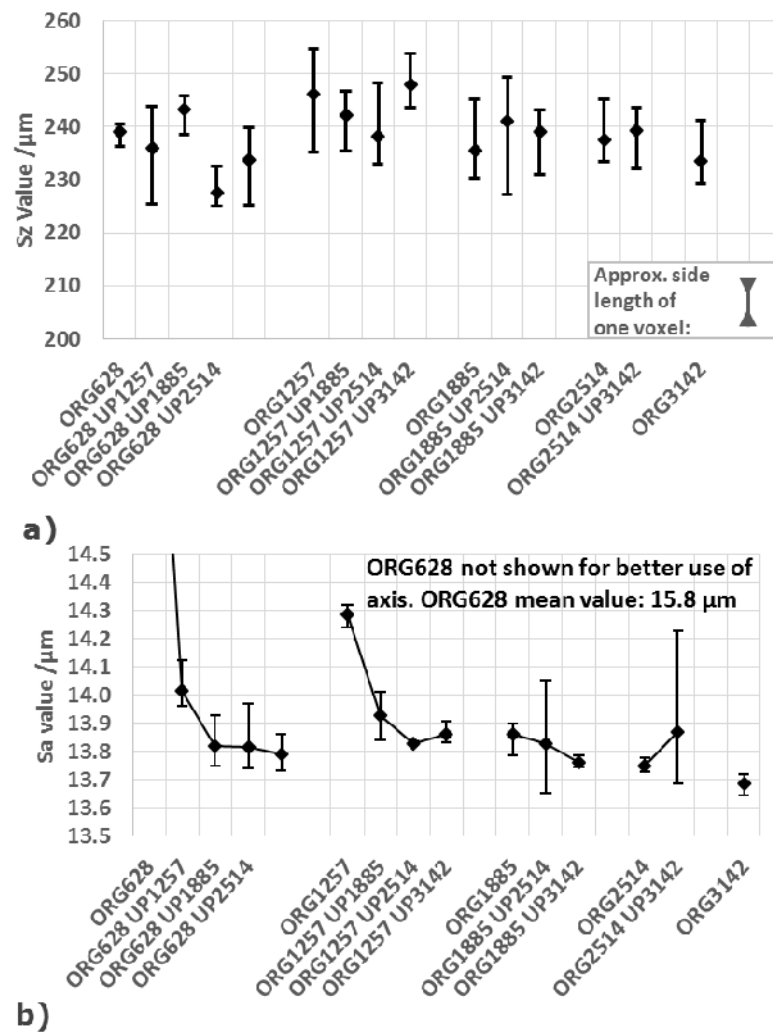 260
250
240
230
220
210
200
Sz Value /µm
Approx. side
length of
one voxel:
ORG628
ORG628 UP1257
ORG628 UP1885
ORG628 UP2514
ORG1257
ORG1257 UP1885
ORG1257 UP2514
ORG1257 UP3142
ORG1885
ORG1885 UP2514
ORG1885 UP3142
ORG2514
ORG2514 UP3142
ORG3142
a)
14.5
14.4
14.3
14.2
14.1
14.0
13.9
13.8
13.7
13.6
13.5
Sa value /µm
ORG628 not shown for better use of
axis. ORG628 mean value: 15.8 µm
ORG628
ORG628 UP1257
ORG628 UP1885
ORG628 UP2514
ORG1257
ORG1257 UP1885
ORG1257 UP2514
ORG1257 UP3142
ORG1885
ORG1885 UP2514
ORG1885 UP3142
ORG2514
ORG2514 UP3142
ORG3142
b)